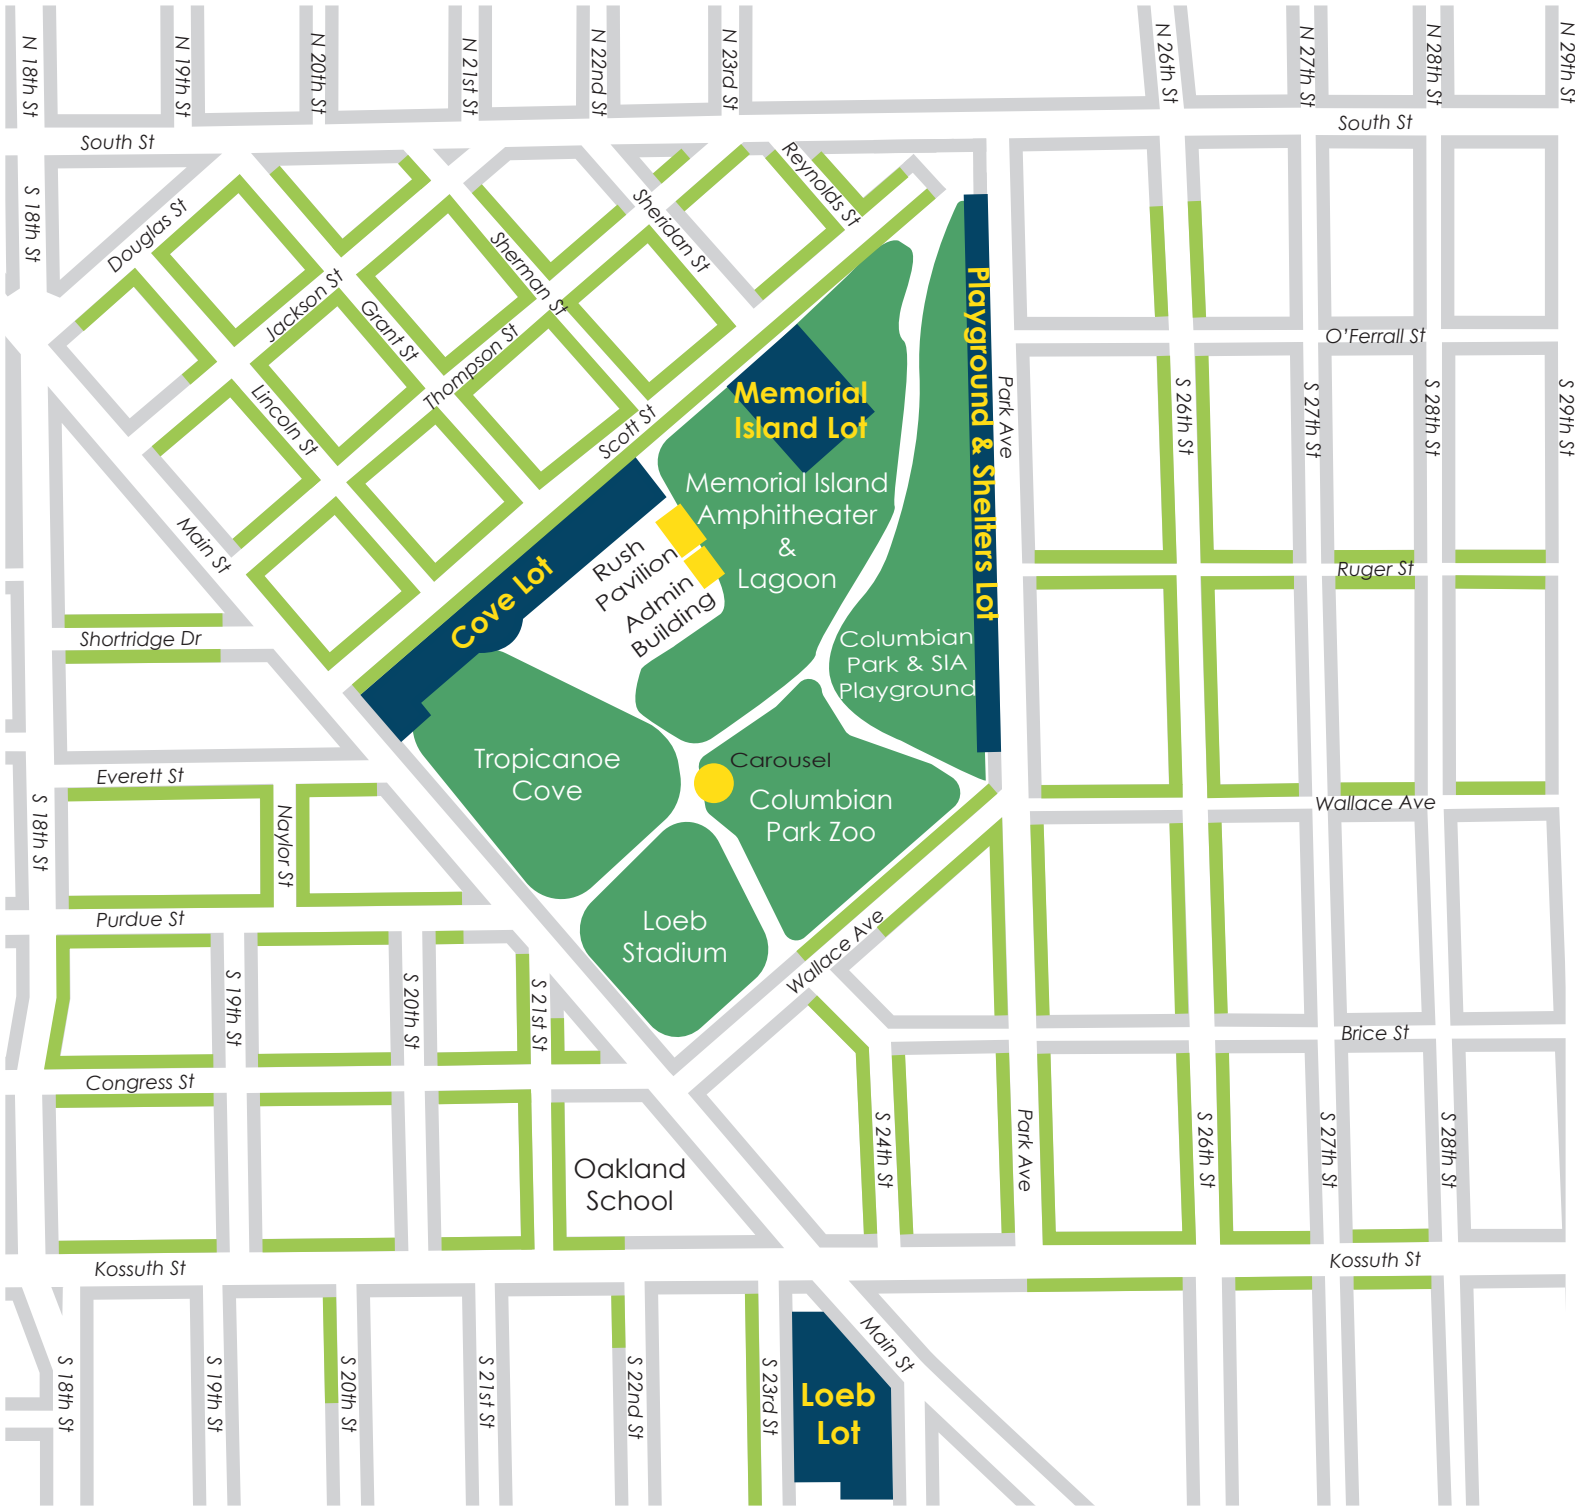 N 18th St
N 19th St
N 20th St
N 21st St
N 22nd St
N 23rd St
N 26th St
N 27th St
N 28th St
N 29th St
South St
South St
S 18th St
Douglas St
Reynolds St
Sheridan St
Sherman St
Jackson St
Grant St
Thompson St
Lincoln St
Scott St
Main St
O'Ferrall St
Park Ave
S 26th St
S 27th St
S 28th St
S 29th St
Playground & Shelters Lot
Memorial
Island Lot
Memorial Island
Amphitheater
&
Lagoon
Rush
Pavilion
Admin
Building
Cove Lot
Ruger St
Shortridge Dr
Columbian
Park & SIA
Playground
Everett St
Tropicanoe
Cove
Carousel
Columbian
Park Zoo
Wallace Ave
S 18th St
Naylor St
Purdue St
Loeb
Stadium
Wallace Ave
S 19th St
S 20th St
S 21st St
Brice St
Congress St
S 24th St
Park Ave
S 26th St
S 27th St
S 28th St
Oakland
School
Kossuth St
Kossuth St
Main St
S 18th St
S 19th St
S 20th St
S 21st St
S 22nd St
S 23rd St
Loeb
Lot